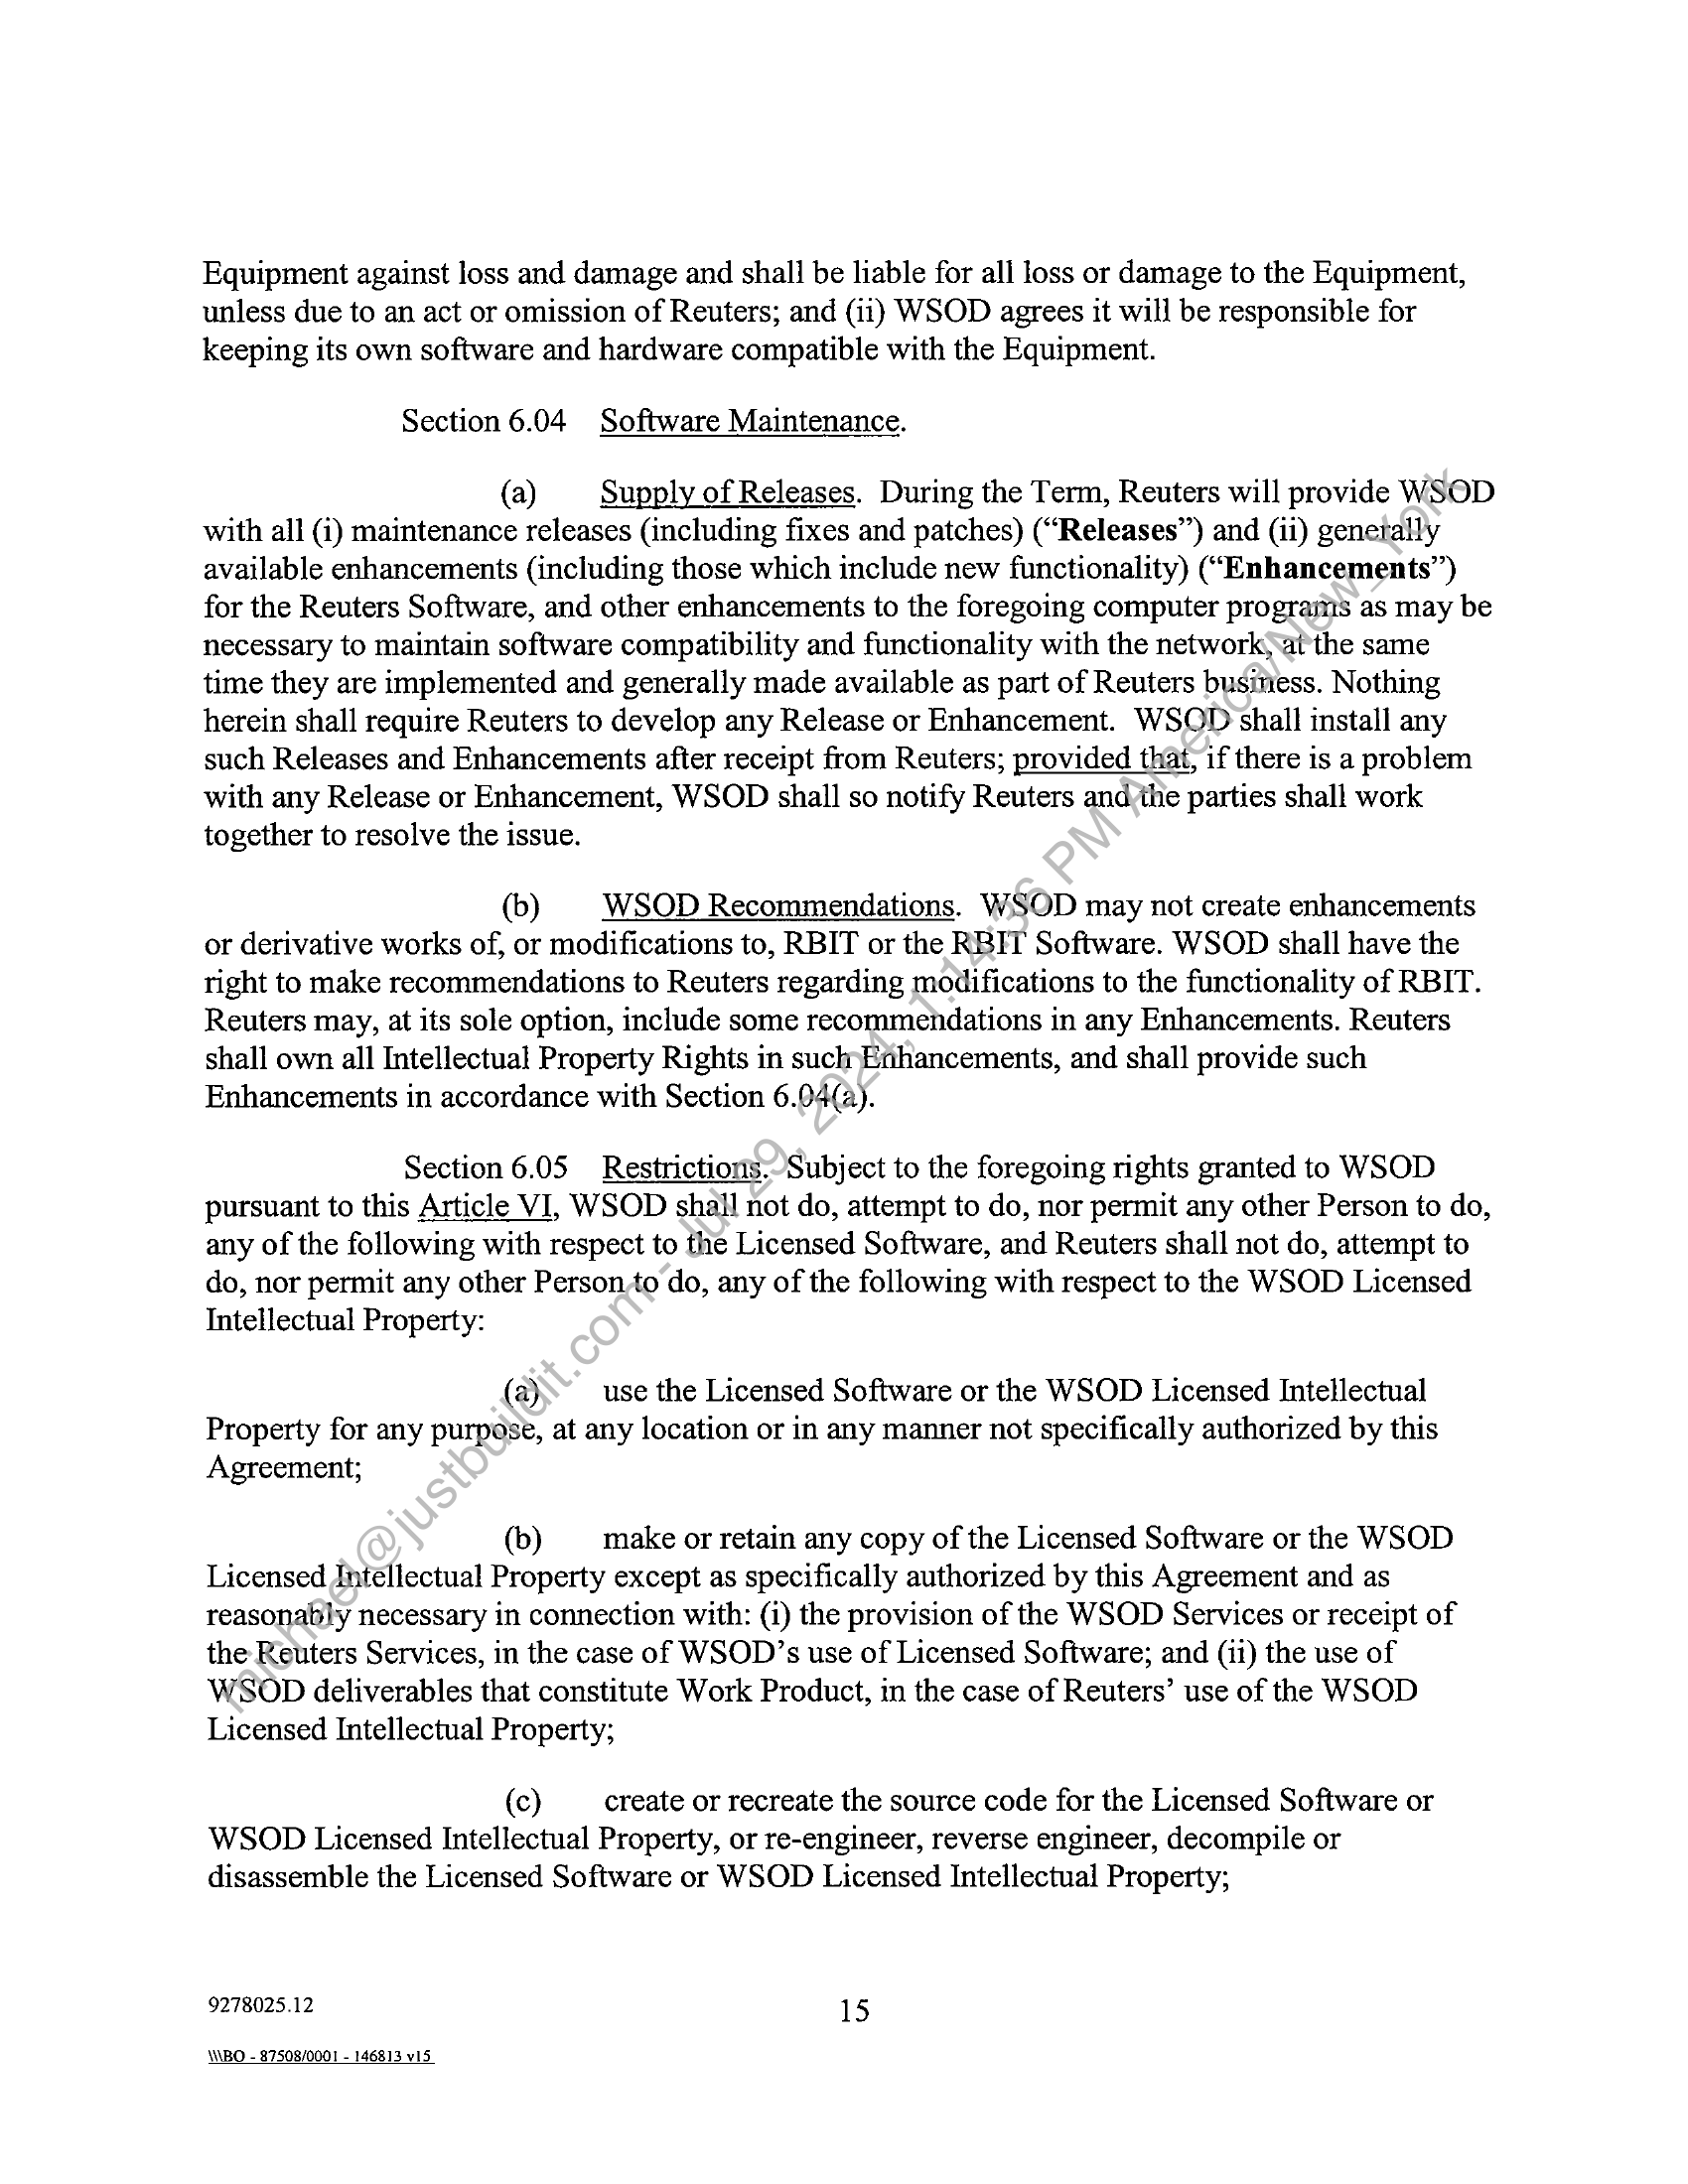 Equipment against loss and damage and shall be liable for all loss or damage to the Equipment,
unless due to an act or omission of Reuters; and (ii) WSOD agrees it will be responsible for
keeping its own software and hardware compatible with the Equipment.
Section 6.04 Software Maintenance.
(a) Supply of Releases. During the Term, Reuters will provide WSOD
with all (i) maintenance releases (including fixes and patches) (“Releases”) and (ii) generally
available enhancements (including those which include new functionality) (“Enhancements”)
for the Reuters Software, and other enhancements to the foregoing computer programs as may be
necessary to maintain software compatibility and functionality with the network, at the same
time they are implemented and generally made available as part of Reuters business. Nothing
herein shall require Reuters to develop any Release or Enhancement. WSOD shall install any
such Releases and Enhancements after receipt from Reuters; provided that, if there is a problem
with any Release or Enhancement, WSOD shall so notify Reuters and the parties shall work
together to resolve the issue.
(b) WSOD Recommendations. WSOD may not create enhancements
or derivative works of, or modifications to, RBIT or the RBIT Software. WSOD shall have the
right to make recommendations to Reuters regarding modifications to the functionality of RBIT.
Reuters may, at its sole option, include some recommendations in any Enhancements. Reuters
shall own all Intellectual Property Rights in such Enhancements, and shall provide such
Enhancements in accordance with Section 6.04(a).
Section 6.05 Restrictions. Subject to the foregoing rights granted to WSOD
pursuant to this Article VI, WSOD shall not do, attempt to do, nor permit any other Person to do,
any of the following with respect to the Licensed Software, and Reuters shall not do, attempt to
do, nor permit any other Person to do, any of the following with respect to the WSOD Licensed
Intellectual Property:
(a) use the Licensed Software or the WSOD Licensed Intellectual
Property for any purpose, at any location or in any manner not specifically authorized by this
Agreement;
(b) make or retain any copy of the Licensed Software or the WSOD
Licensed Intellectual Property except as specifically authorized by this Agreement and as
reasonably necessary in connection with: (i) the provision of the WSOD Services or receipt of
the Reuters Services, in the case of WSOD’s use of Licensed Software; and (ii) the use of
WSOD deliverables that constitute Work Product, in the case of Reuters’ use of the WSOD
Licensed Intellectual Property;
(c) create or recreate the source code for the Licensed Software or
WSOD Licensed Intellectual Property, or re-engineer, reverse engineer, decompile or
disassemble the Licensed Software or WSOD Licensed Intellectual Property;
9278025.12
15
\\\BO - 87508/0001 - 146813 v15
michael@justbuildit.com - Jul 29, 2024, 1:14:36 PM America/New_York